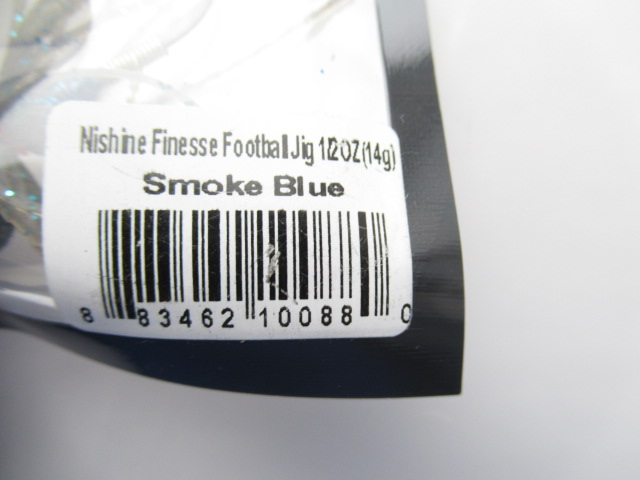 Nishine Finesse Football Jig 1/2OZ(14g)
Smoke Blue
8 83462 10088 0